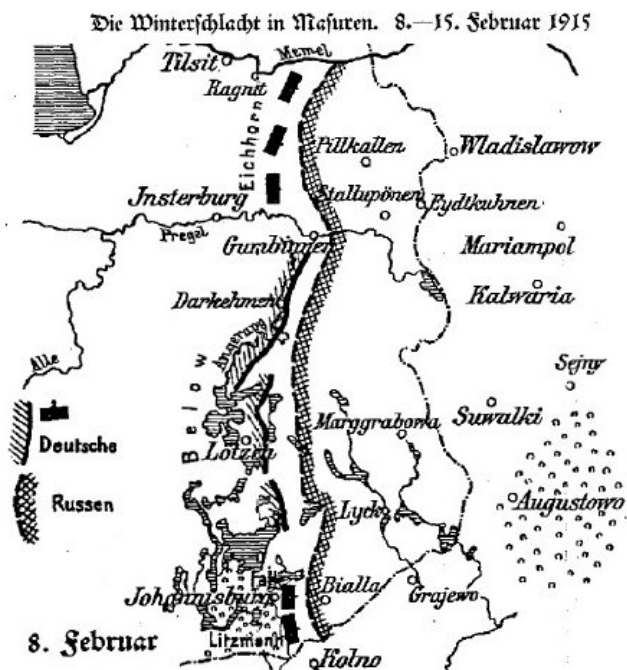 Die Winterschlacht in Masuren. 8.—15. Februar 1915
Memel
Tilsit
Ragnit
Eichhorn
Pillkallen
Wladislawow
Stallupönen
Eydtkuhnen
Insterburg
Pregel
Gumbinnen
Mariampol
Darkehmen
Kalwaria
Angerapp
Alle
Below
Sejny
Deutsche
Lötzen
Marggrabowa
Suwalki
Russen
Lyck
Augustowo
Johannisburg
Bialla
Grajewo
8. Februar
Litzmann
Kolno